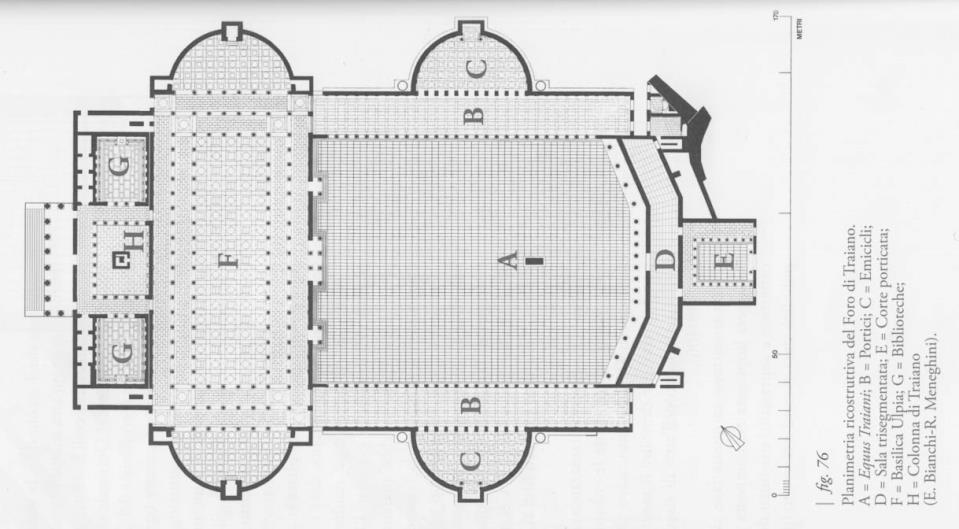 G
G
H
F
C
B
A
D
E
B
C
0
50
170
METRI
fig. 76
Planimetria ricostruttiva del Foro di Traiano.
A = Equus Traiani; B = Portici; C = Emicicli;
D = Sala trisegmentata; E = Corte porticata;
F = Basilica Ulpia; G = Biblioteche;
H = Colonna di Traiano
(E. Bianchi-R. Meneghini).